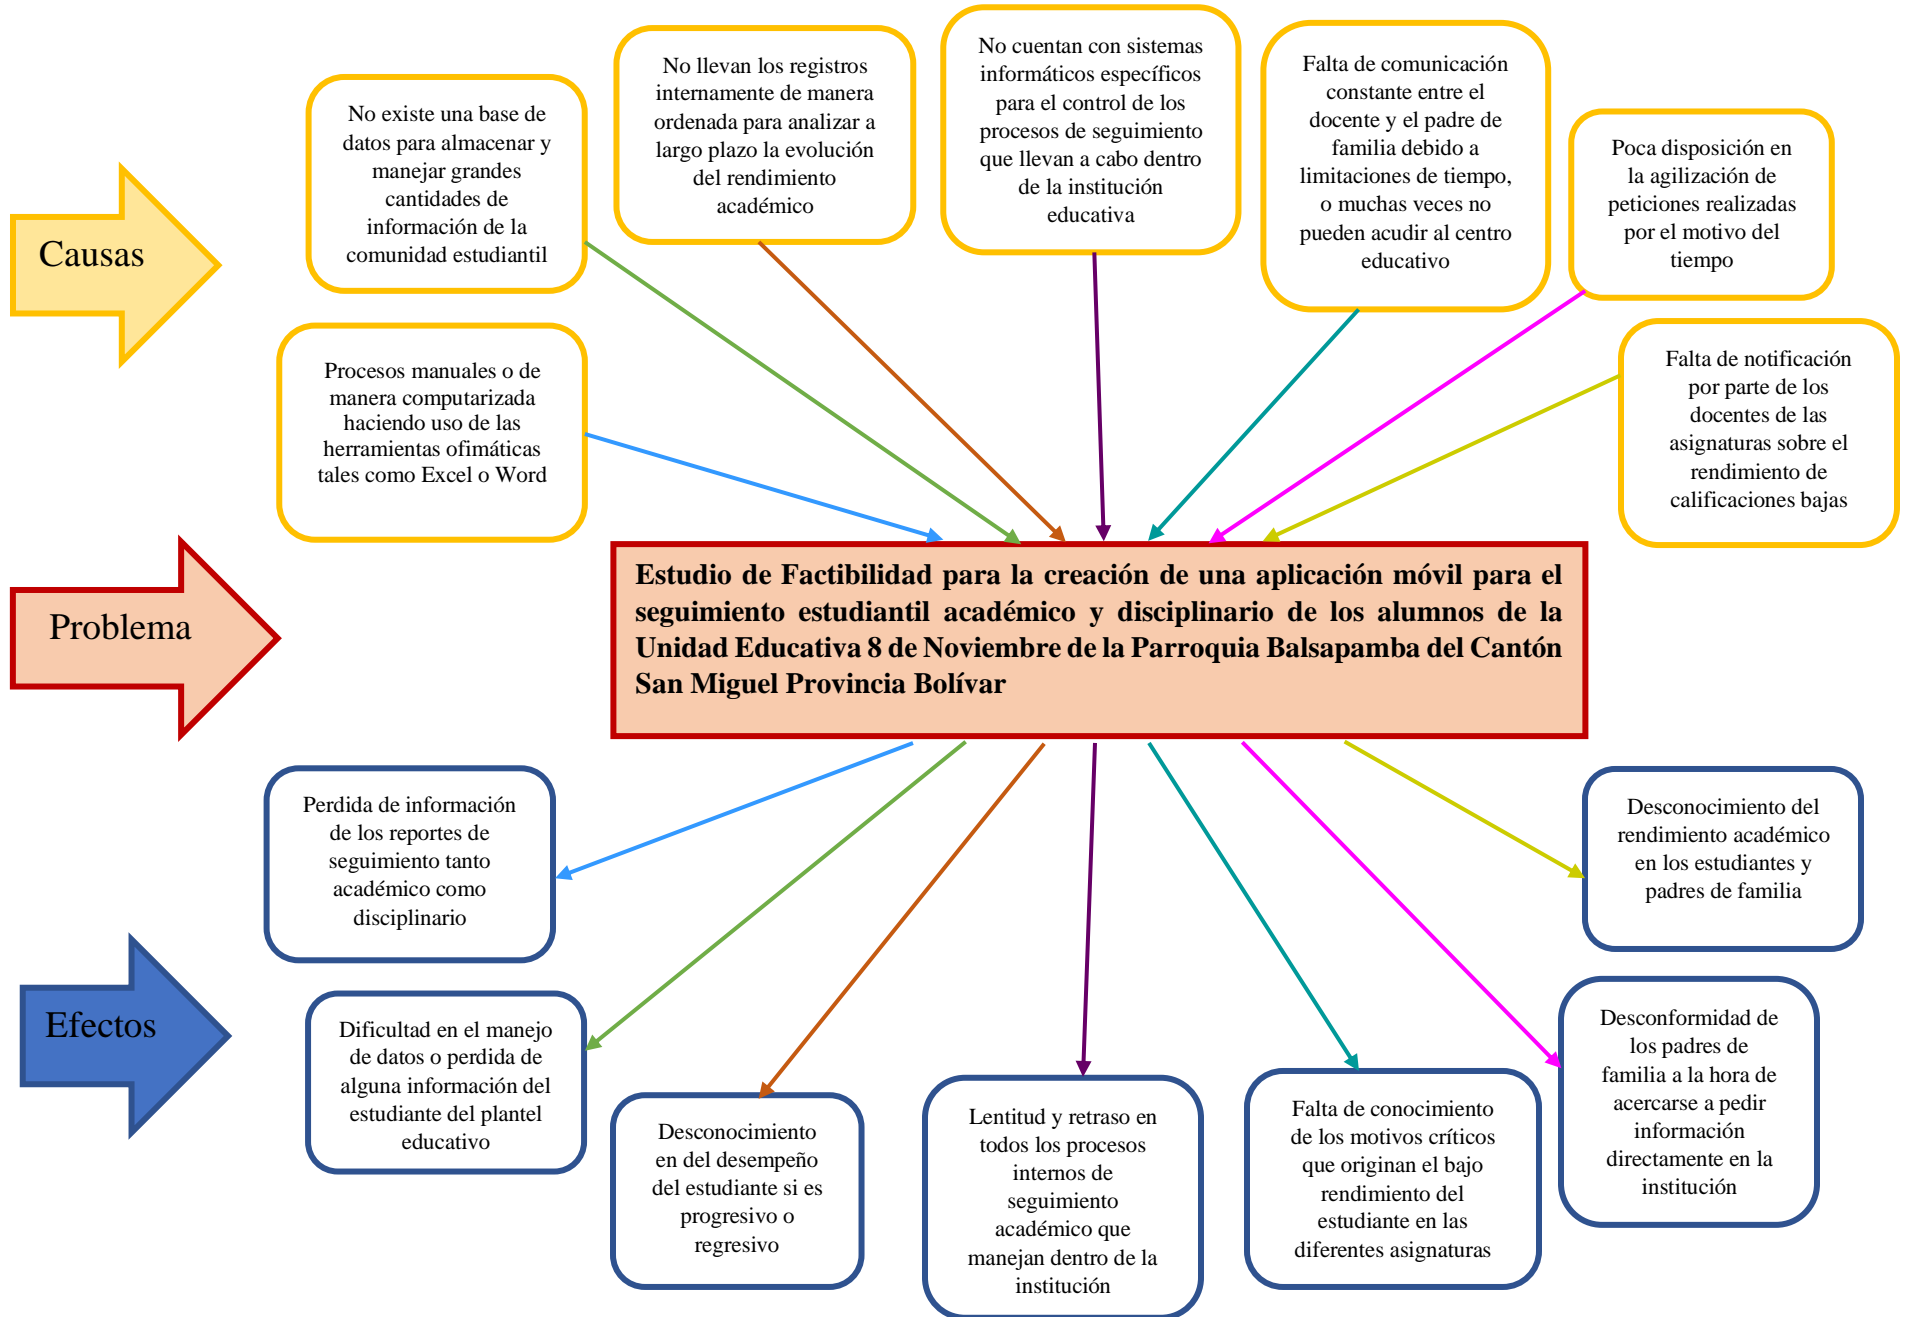 Causas
No existe una base de
datos para almacenar y
manejar grandes
cantidades de
información de la
comunidad estudiantil
No llevan los registros
internamente de manera
ordenada para analizar a
largo plazo la evolución
del rendimiento
académico
No cuentan con sistemas
informáticos específicos
para el control de los
procesos de seguimiento
que llevan a cabo dentro
de la institución
educativa
Falta de comunicación
constante entre el
docente y el padre de
familia debido a
limitaciones de tiempo,
o muchas veces no
pueden acudir al centro
educativo
Poca disposición en
la agilización de
peticiones realizadas
por el motivo del
tiempo
Procesos manuales o de
manera computarizada
haciendo uso de las
herramientas ofimáticas
tales como Excel o Word
Falta de notificación
por parte de los
docentes de las
asignaturas sobre el
rendimiento de
calificaciones bajas
Problema
Estudio de Factibilidad para la creación de una aplicación móvil para el
seguimiento estudiantil académico y disciplinario de los alumnos de la
Unidad Educativa 8 de Noviembre de la Parroquia Balsapamba del Cantón
San Miguel Provincia Bolívar
Efectos
Perdida de información
de los reportes de
seguimiento tanto
académico como
disciplinario
Desconocimiento del
rendimiento académico
en los estudiantes y
padres de familia
Dificultad en el manejo
de datos o perdida de
alguna información del
estudiante del plantel
educativo
Desconocimiento
en del desempeño
del estudiante si es
progresivo o
regresivo
Lentitud y retraso en
todos los procesos
internos de
seguimiento
académico que
manejan dentro de la
institución
Falta de conocimiento
de los motivos críticos
que originan el bajo
rendimiento del
estudiante en las
diferentes asignaturas
Desconformidad de
los padres de
familia a la hora de
acercarse a pedir
información
directamente en la
institución